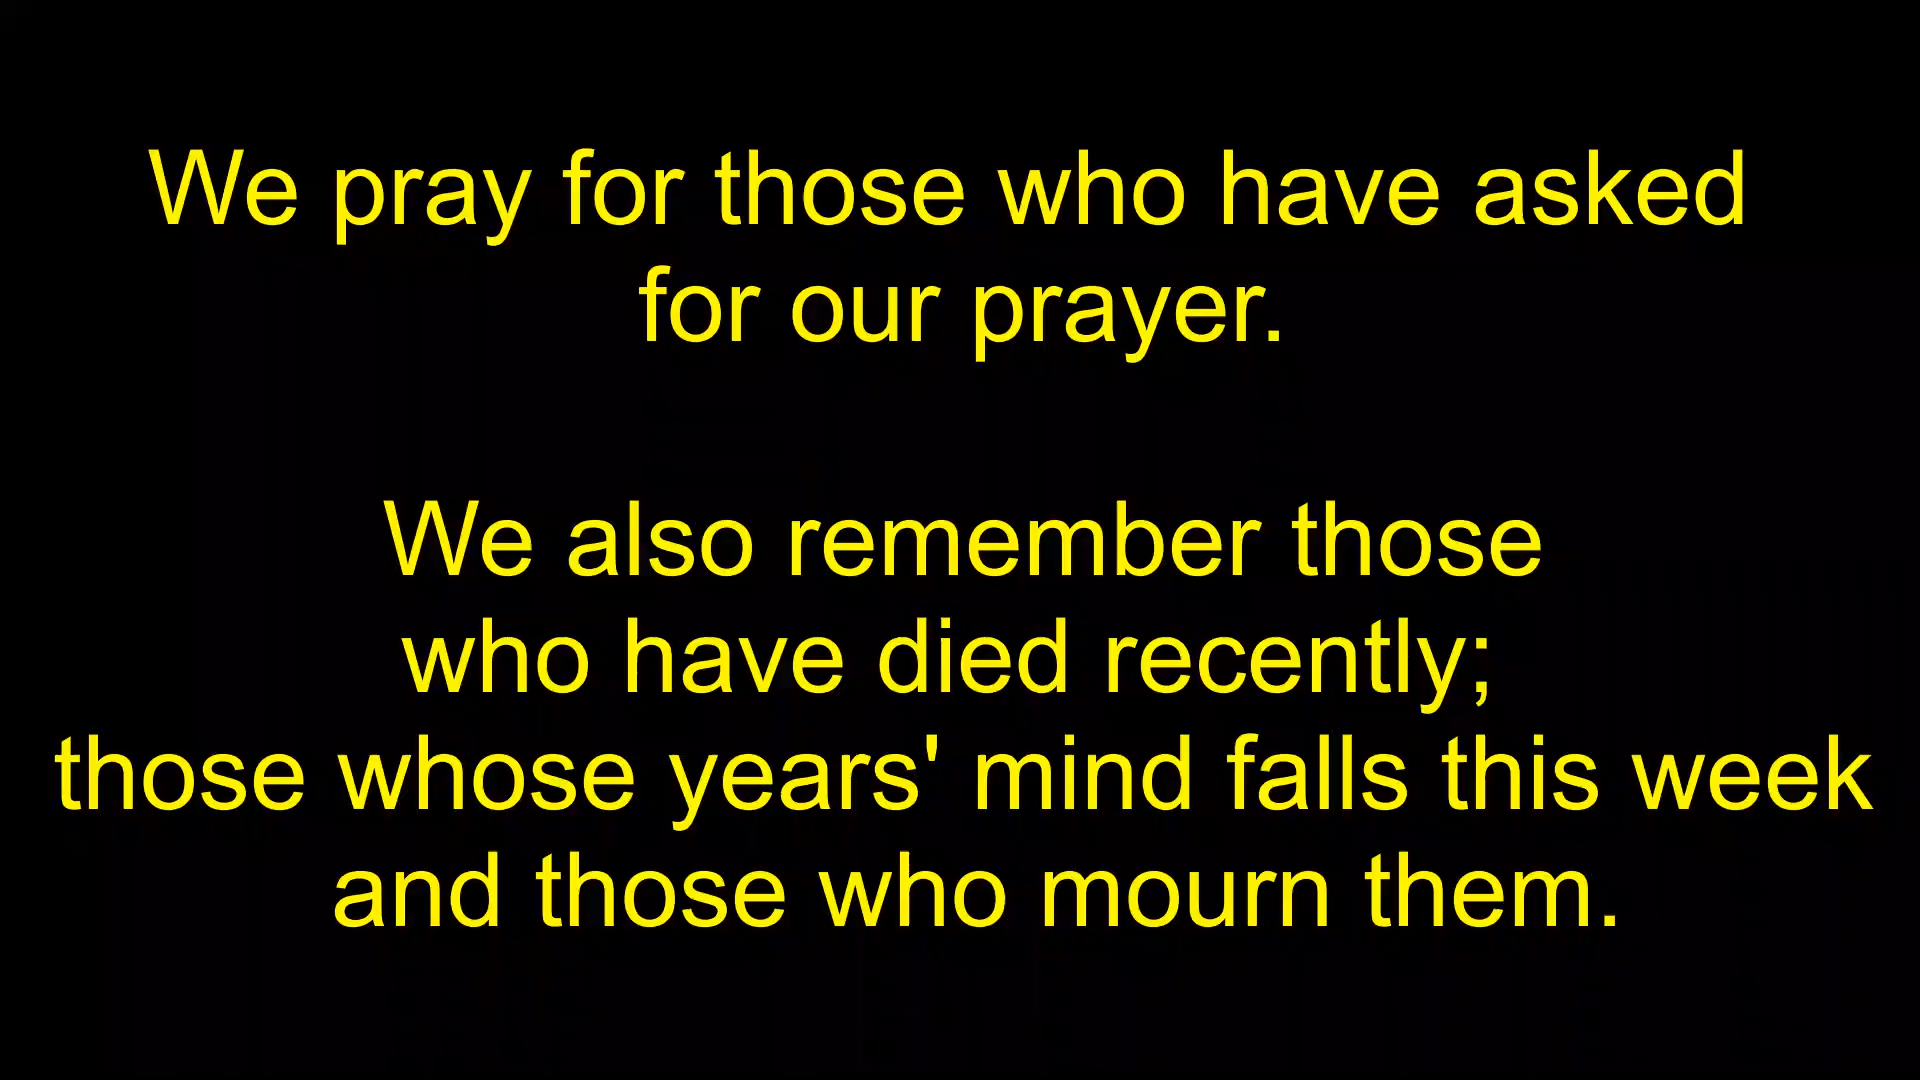 We pray for those who have asked
for our prayer.
We also remember those
who have died recently;
those whose years' mind falls this week
and those who mourn them.